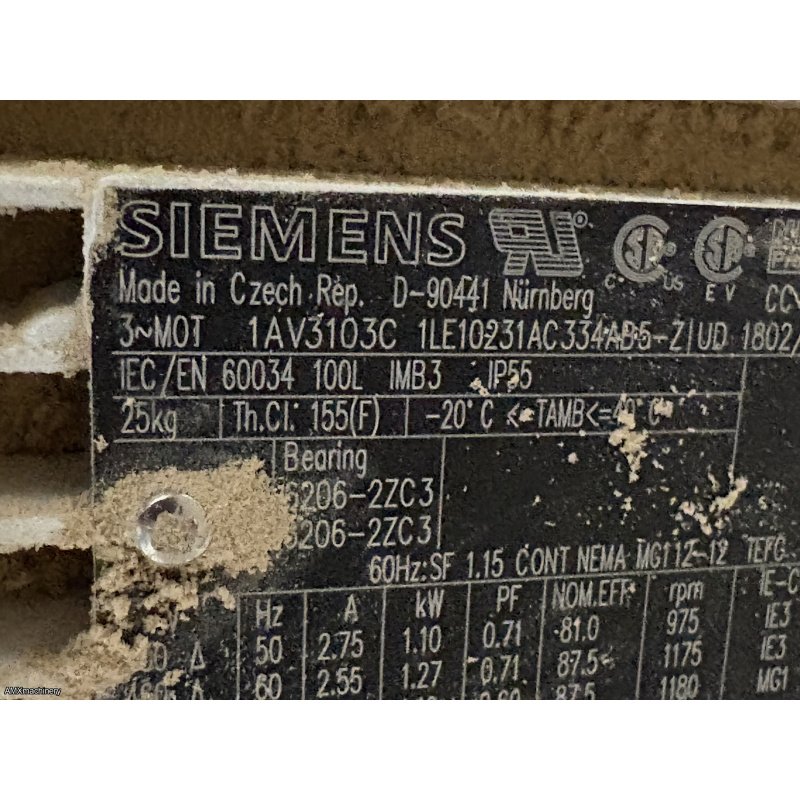 SIEMENS
Made in Czech Rep. D-90441 Nürnberg
3~MOT 1AV3103C 1LE10231AC334AB5-Z UD 1802/
IEC/EN 60034 100L IMB3 IP55
25kg Th.Cl. 155(F) -20°C <=TAMB<=40°C
Bearing
6206-2ZC3
6206-2ZC3
60Hz: SF 1.15 CONT NEMA MG1 12-12 TEFC
V Hz A kW PF NOM.EFF rpm IE-C
Δ 50 2.75 1.10 0.71 81.0 975 IE3
60 2.55 1.27 0.71 87.5 1175 IE3
87.5 1180 MG1
AMXmachinery